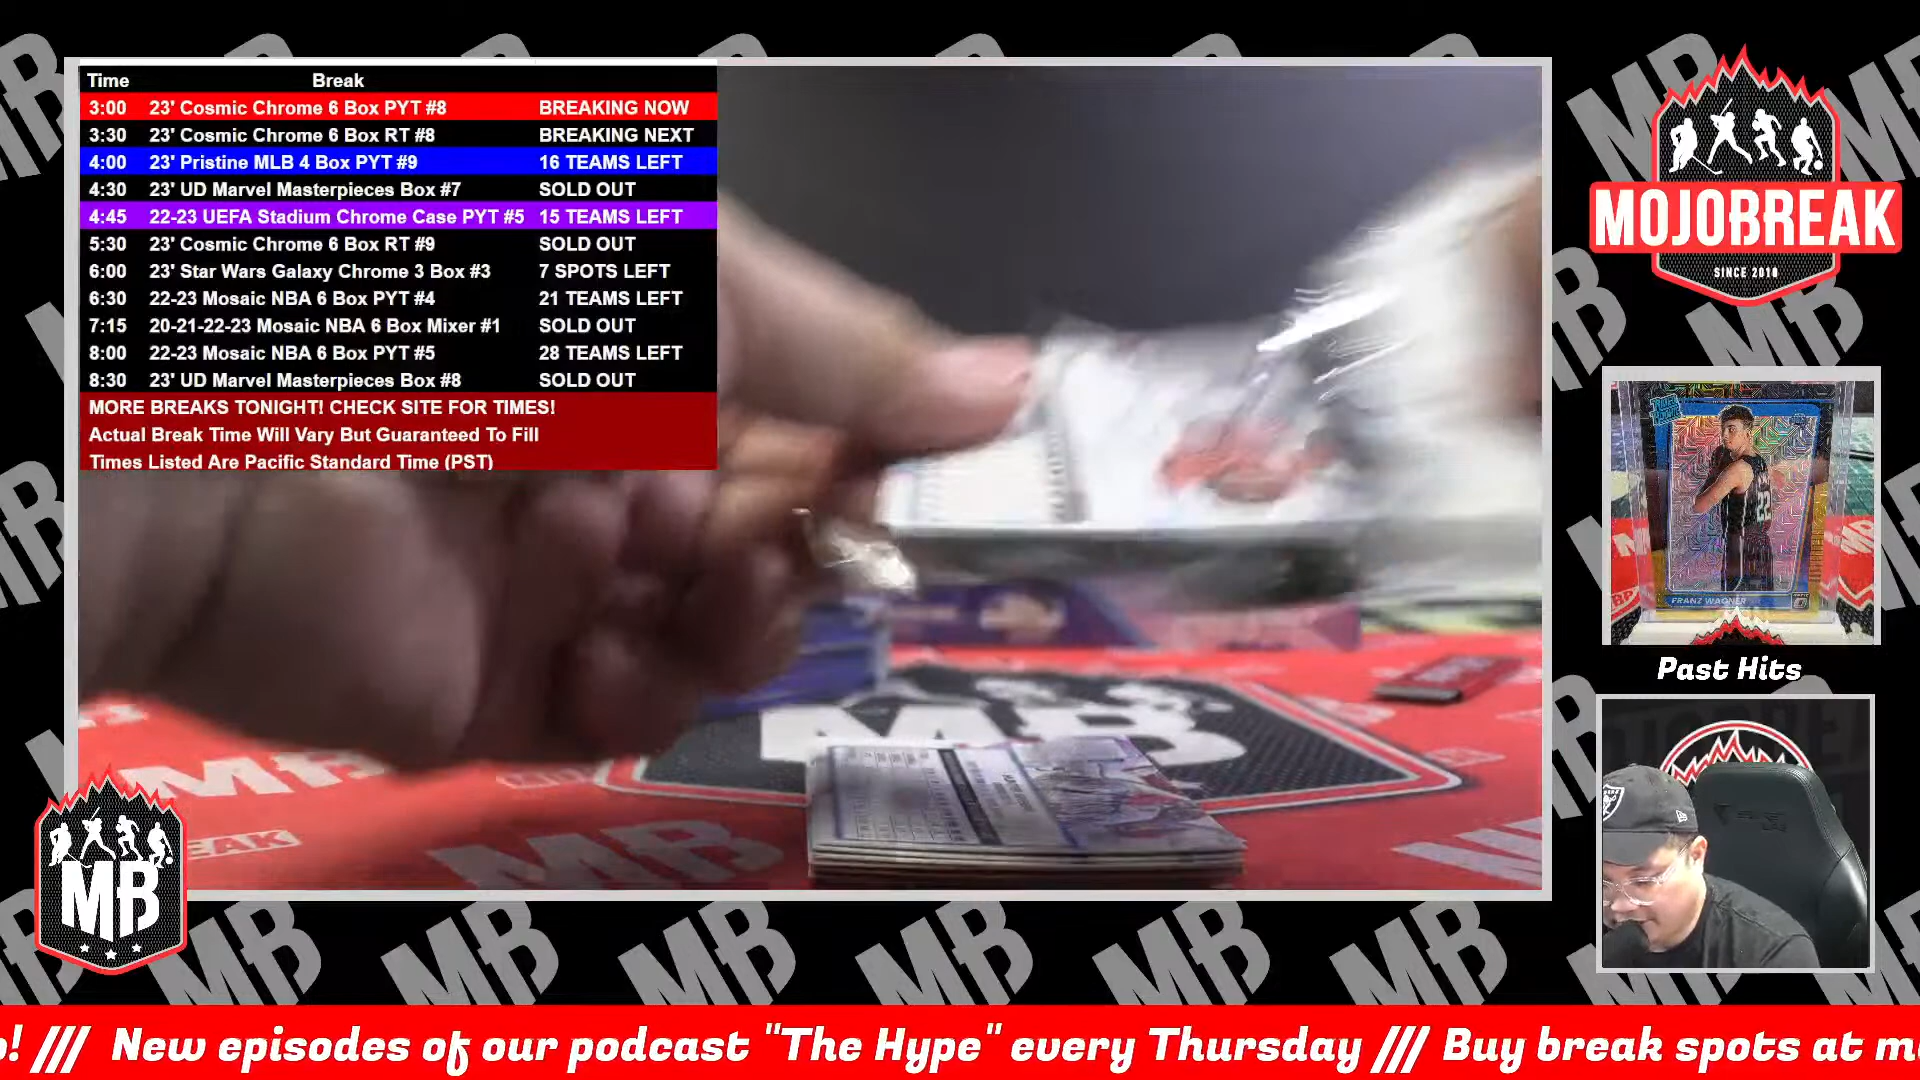 Time Break
3:00 23' Cosmic Chrome 6 Box PYT #8 BREAKING NOW
3:30 23' Cosmic Chrome 6 Box RT #8 BREAKING NEXT
4:00 23' Pristine MLB 4 Box PYT #9 16 TEAMS LEFT
4:30 23' UD Marvel Masterpieces Box #7 SOLD OUT
4:45 22-23 UEFA Stadium Chrome Case PYT #5 15 TEAMS LEFT
5:30 23' Cosmic Chrome 6 Box RT #9 SOLD OUT
6:00 23' Star Wars Galaxy Chrome 3 Box #3 7 SPOTS LEFT
6:30 22-23 Mosaic NBA 6 Box PYT #4 21 TEAMS LEFT
7:15 20-21-22-23 Mosaic NBA 6 Box Mixer #1 SOLD OUT
8:00 22-23 Mosaic NBA 6 Box PYT #5 28 TEAMS LEFT
8:30 23' UD Marvel Masterpieces Box #8 SOLD OUT
MORE BREAKS TONIGHT! CHECK SITE FOR TIMES!
Actual Break Time Will Vary But Guaranteed To Fill
Times Listed Are Pacific Standard Time (PST)
MOJOBREAK
SINCE 2010
22
FRANZ WAGNER
Past Hits
MB
MB
MB
MB
EAK
o! /// New episodes of our podcast "The Hype" every Thursday /// Buy break spots at m